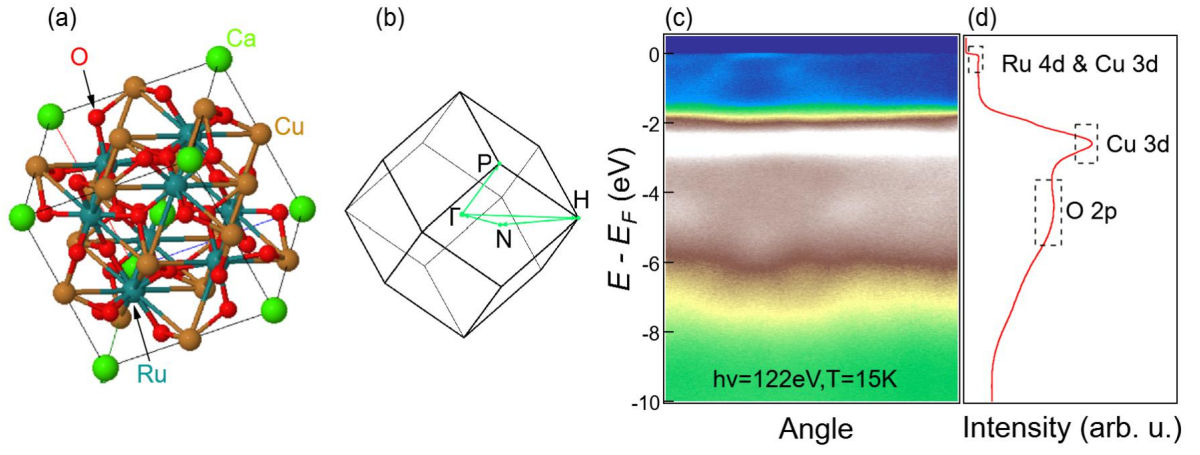 (a)
O
Ca
Cu
Ru
(b)
P
H
T
N
(c)
0
-2
-4
-6
-8
-10
E - E_F (eV)
hν=122eV,T=15K
Angle
(d)
Ru 4d & Cu 3d
Cu 3d
O 2p
Intensity (arb. u.)